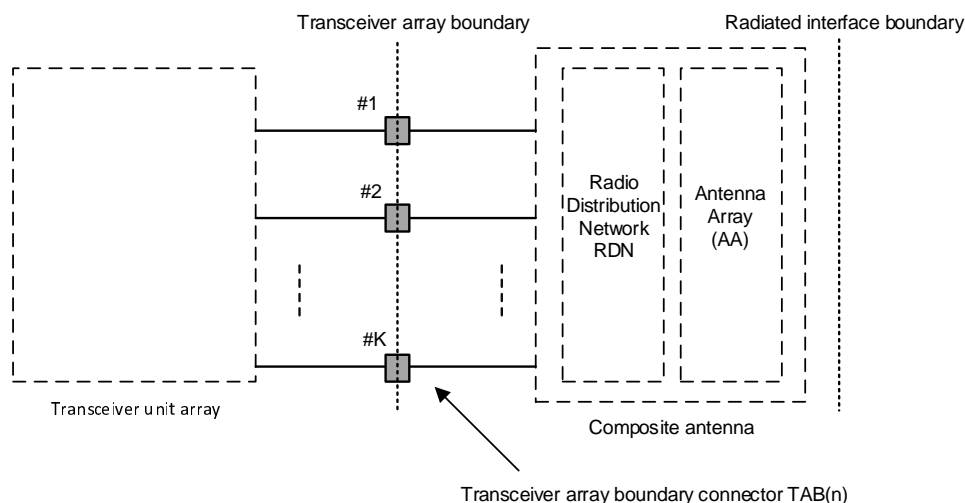 Transceiver array boundary
Radiated interface boundary
#1
#2
#K
Radio
Distribution
Network
RDN
Antenna
Array
(AA)
Transceiver unit array
Composite antenna
Transceiver array boundary connector TAB(n)